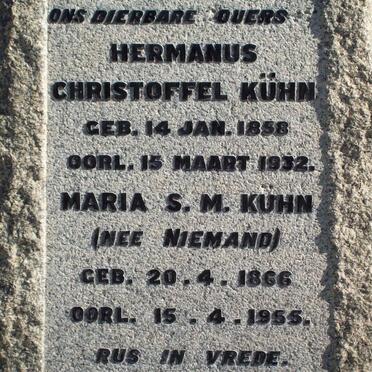 ONS DIERBARE OUERS
HERMANUS
CHRISTOFFEL KÜHN
GEB. 14 JAN. 1858
OORL. 15 MAART 1932.
MARIA S. M. KÜHN
(NEE NIEMAND)
GEB. 20.4.1866
OORL. 15.4.1955.
RUS IN VREDE.